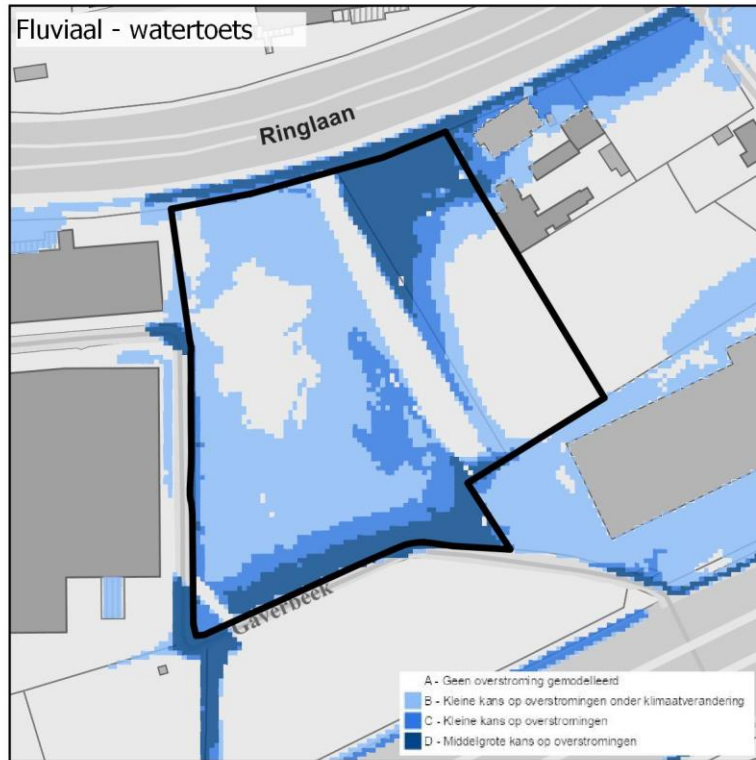 Fluviaal - watertoets
Ringlaan
Gaverbeek
A - Geen overstroming gemodelleerd
B - Kleine kans op overstromingen onder klimaatverandering
C - Kleine kans op overstromingen
D - Middelgrote kans op overstromingen